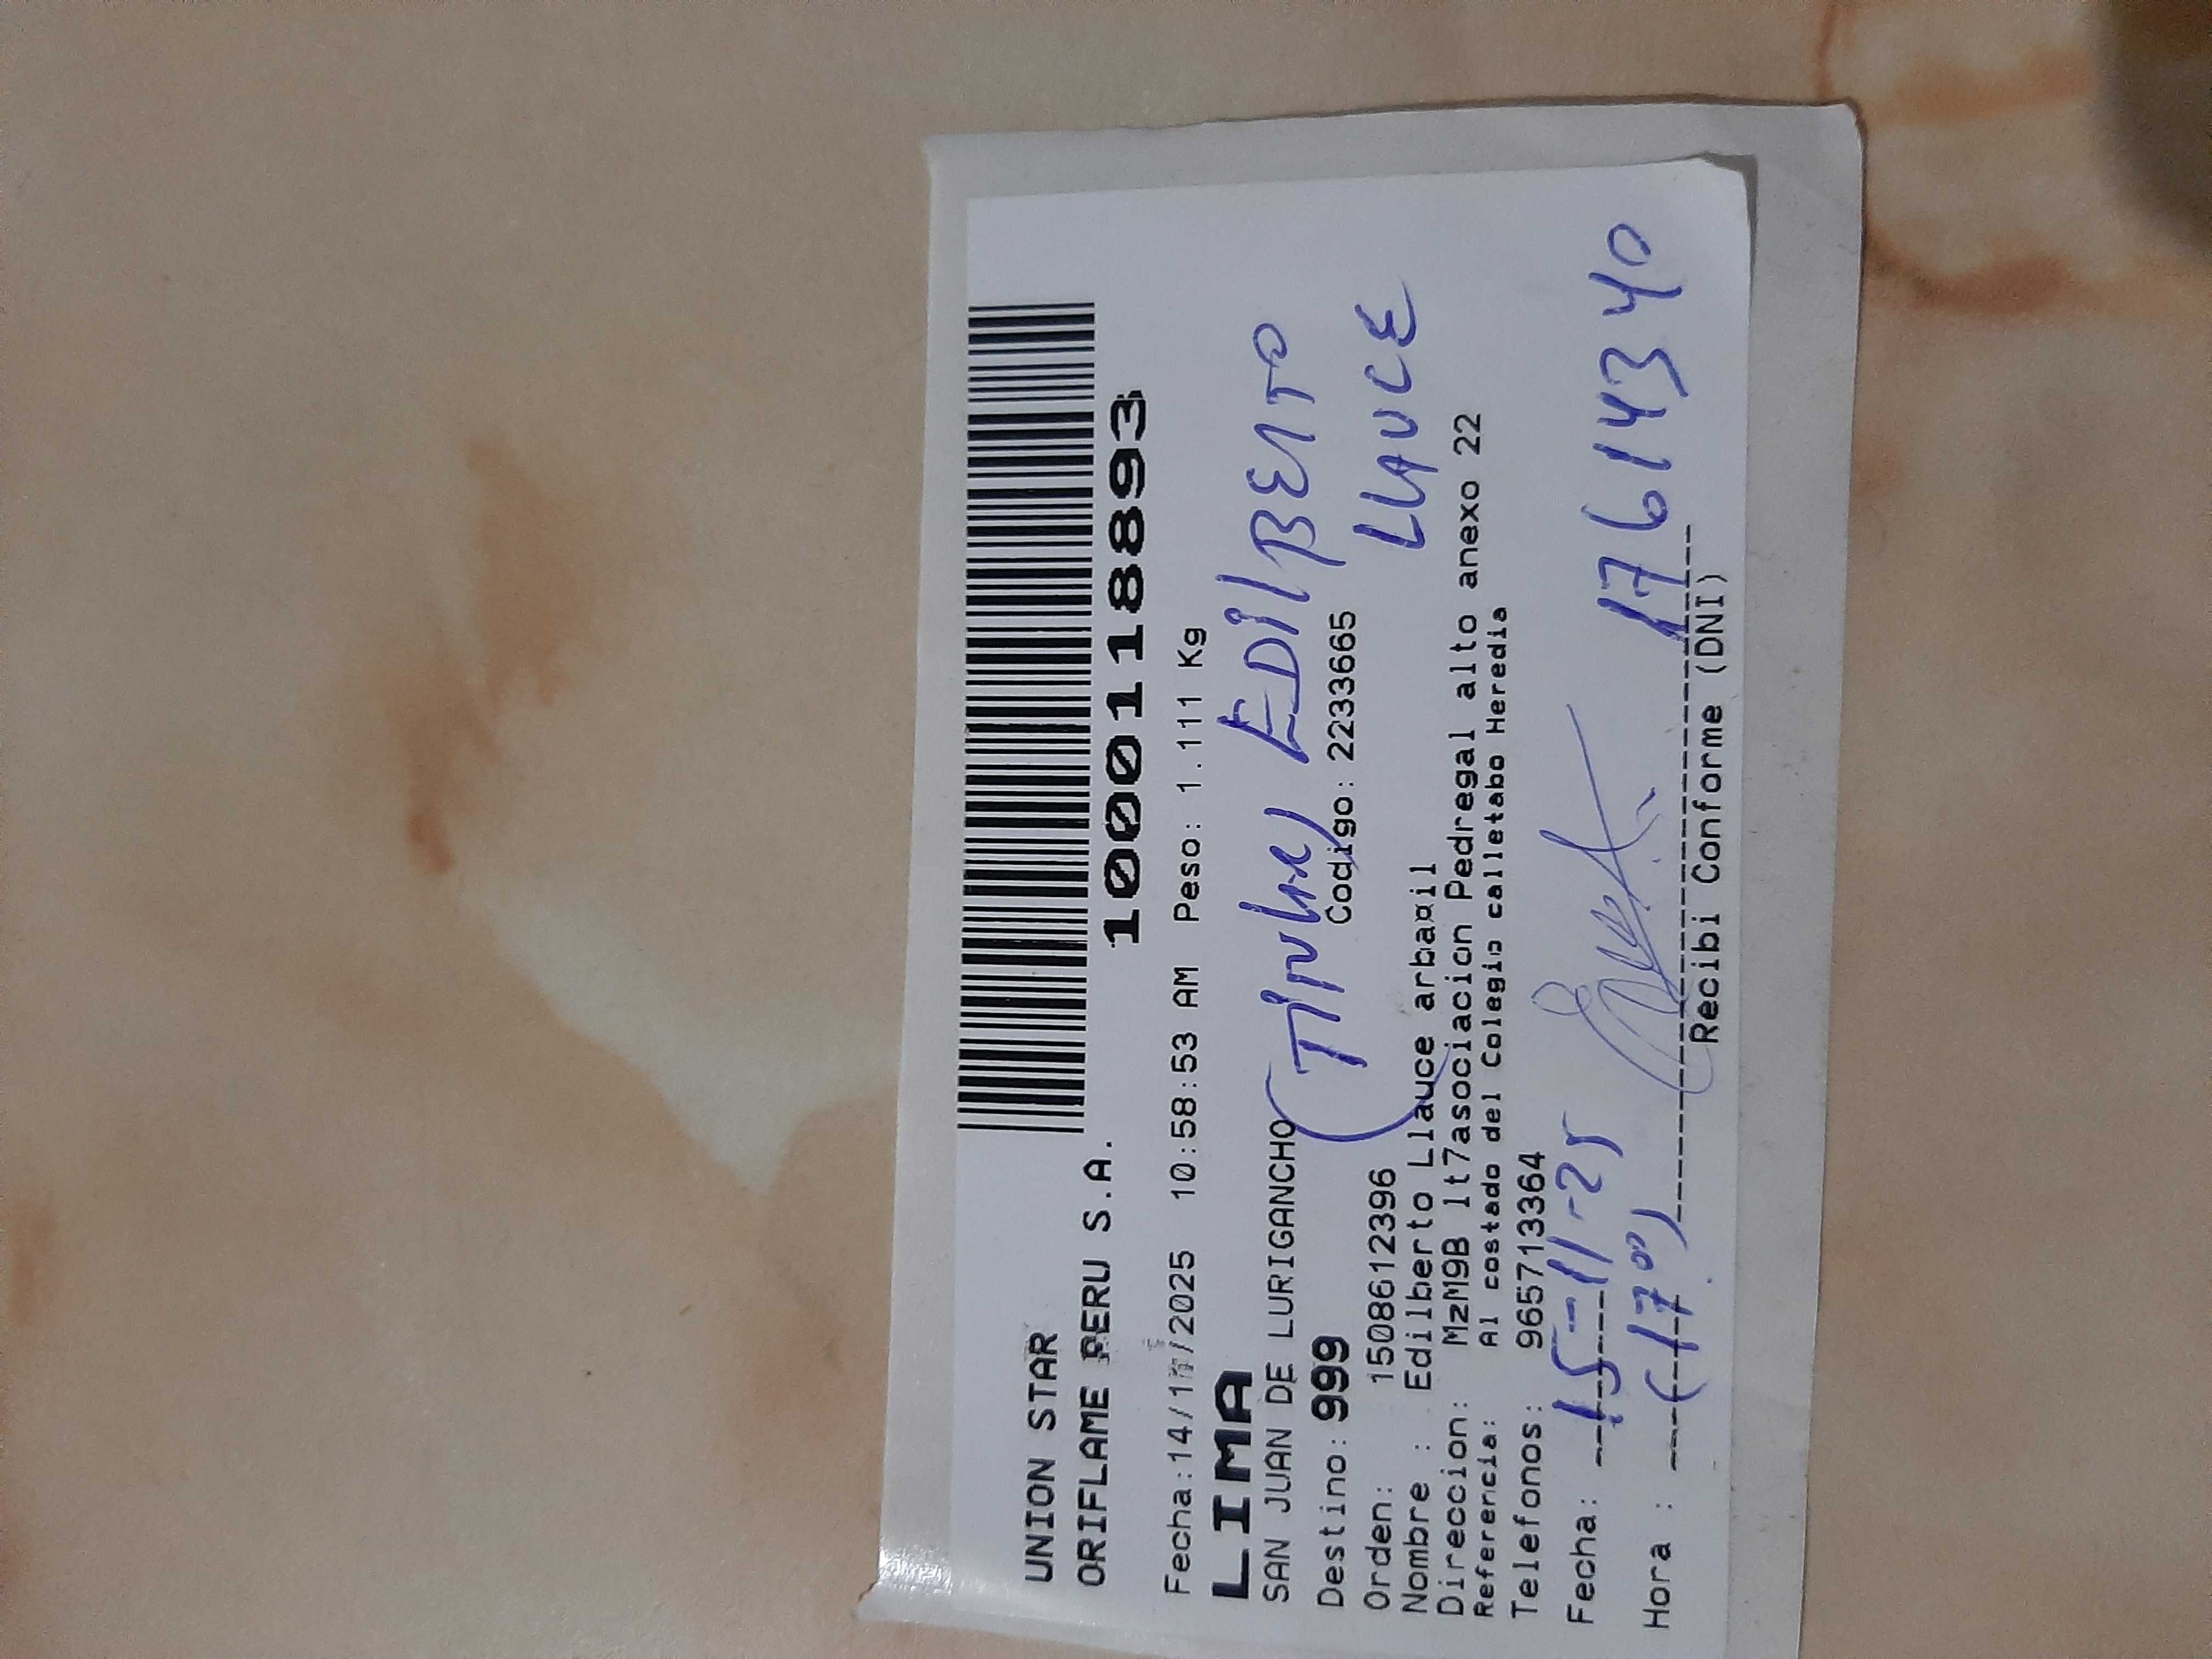 UNION STAR
ORIFLAME PERU S.A.
1000118893
Fecha:14/11/2025 10:58:53 AM Peso: 1.111 Kg
LIMA
SAN JUAN DE LURIGANCHO
(Titular) EDILBERTO
LLAUCE
Destino: 999 Codigo: 2233665
Orden: 1508612396
Nombre : Edilberto Llauce arbañil
Direccion: MzM9B lt7asociacion Pedregal alto anexo 22
Referencia: Al costado del Colegio calletabo Heredia
Telefonos: 965713364
Fecha: 15-11-25
Hora : (17°°) 17614340
Recibi Conforme (DNI)